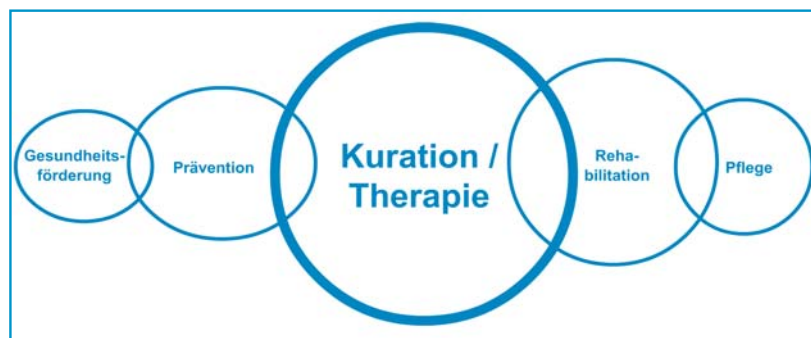 Gesundheits-
förderung
Prävention
Kuration /
Therapie
Reha-
bilitation
Pflege